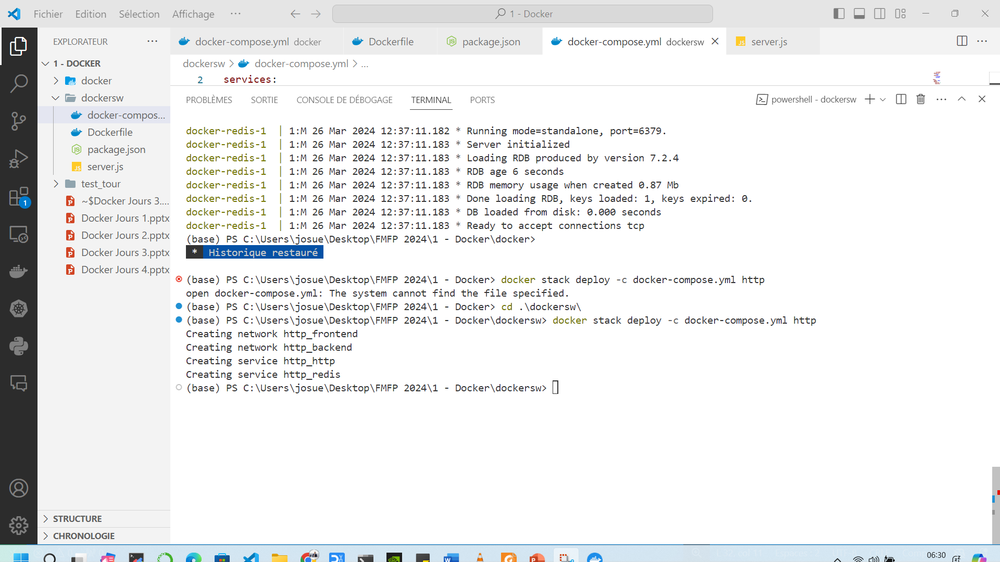 Fichier Edition Sélection Affichage ··· 1 - Docker
EXPLORATEUR ···
docker-compose.yml docker Dockerfile package.json docker-compose.yml dockersw server.js
1 - DOCKER
docker
dockersw
docker-compos...
Dockerfile
package.json
server.js
test_tour
~$Docker Jours 3....
Docker Jours 1.pptx
Docker Jours 2.pptx
Docker Jours 3.pptx
Docker Jours 4.pptx
STRUCTURE
CHRONOLOGIE
1
dockersw > docker-compose.yml > ...
2 services:
PROBLÈMES SORTIE CONSOLE DE DÉBOGAGE TERMINAL PORTS powershell - dockersw
docker-redis-1 | 1:M 26 Mar 2024 12:37:11.182 * Running mode=standalone, port=6379.
docker-redis-1 | 1:M 26 Mar 2024 12:37:11.183 * Server initialized
docker-redis-1 | 1:M 26 Mar 2024 12:37:11.183 * Loading RDB produced by version 7.2.4
docker-redis-1 | 1:M 26 Mar 2024 12:37:11.183 * RDB age 6 seconds
docker-redis-1 | 1:M 26 Mar 2024 12:37:11.183 * RDB memory usage when created 0.87 Mb
docker-redis-1 | 1:M 26 Mar 2024 12:37:11.183 * Done loading RDB, keys loaded: 1, keys expired: 0.
docker-redis-1 | 1:M 26 Mar 2024 12:37:11.183 * DB loaded from disk: 0.000 seconds
docker-redis-1 | 1:M 26 Mar 2024 12:37:11.183 * Ready to accept connections tcp
(base) PS C:\Users\josue\Desktop\FMFP 2024\1 - Docker\docker>
* Historique restauré
(base) PS C:\Users\josue\Desktop\FMFP 2024\1 - Docker> docker stack deploy -c docker-compose.yml http
open docker-compose.yml: The system cannot find the file specified.
(base) PS C:\Users\josue\Desktop\FMFP 2024\1 - Docker> cd .\dockersw\
(base) PS C:\Users\josue\Desktop\FMFP 2024\1 - Docker\dockersw> docker stack deploy -c docker-compose.yml http
Creating network http_frontend
Creating network http_backend
Creating service http_http
Creating service http_redis
(base) PS C:\Users\josue\Desktop\FMFP 2024\1 - Docker\dockersw>
06:30